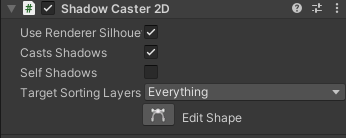 Shadow Caster 2D
Use Renderer Silhoue
Casts Shadows
Self Shadows
Target Sorting Layers Everything
Edit Shape